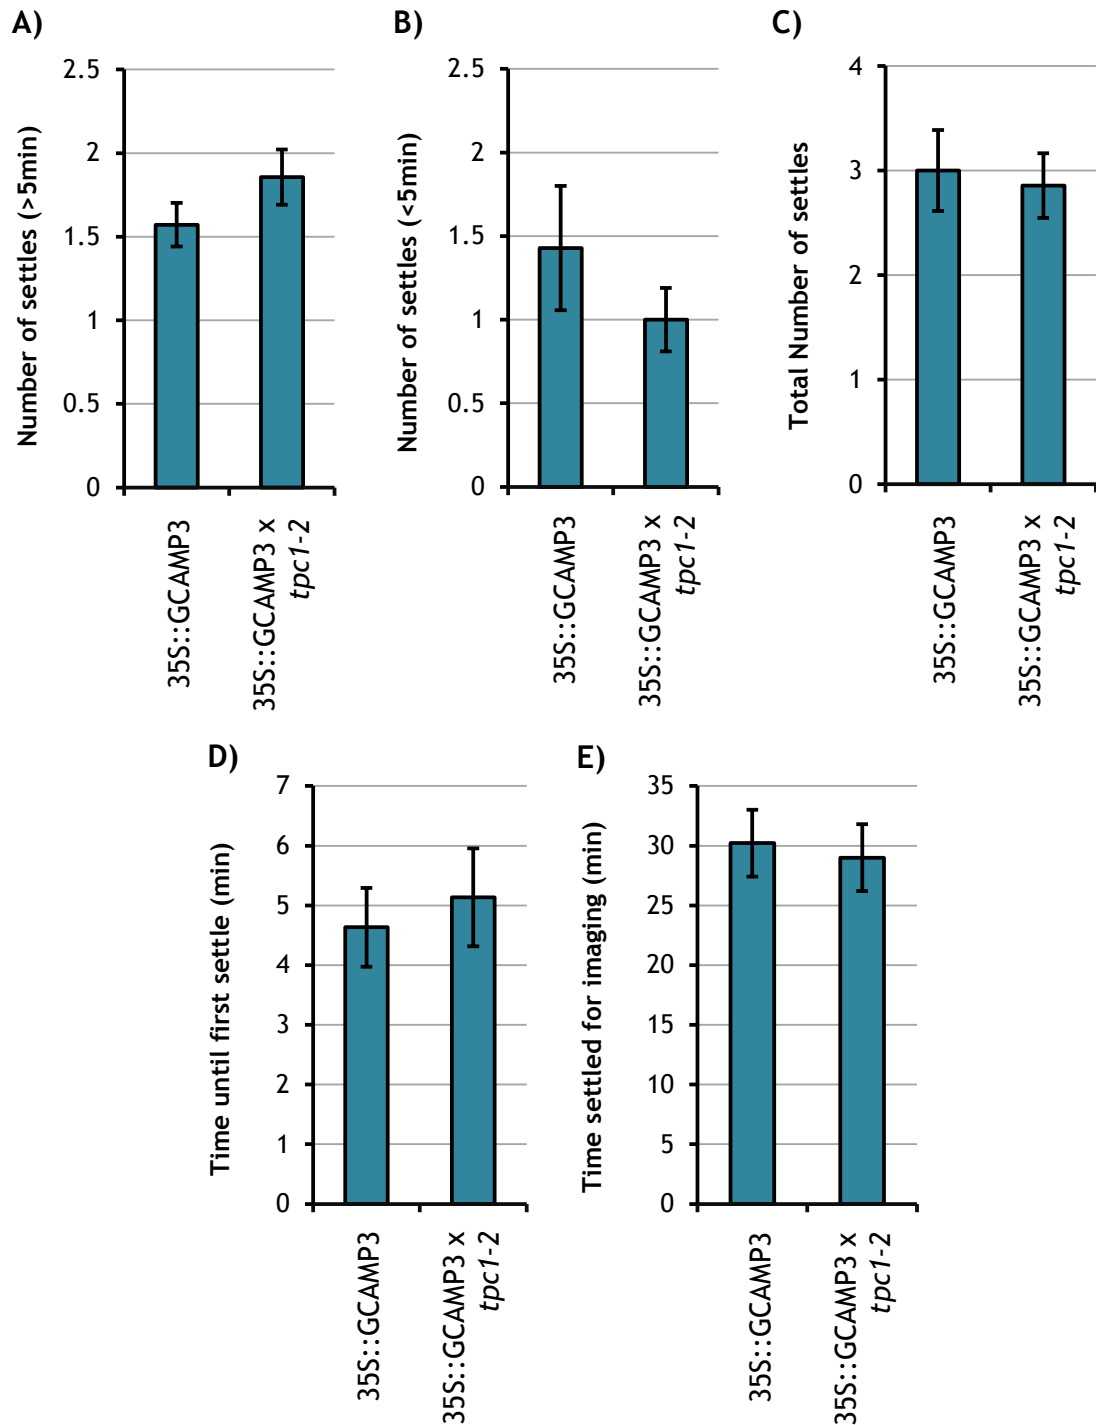 A)
Number of settles (>5min)
2.5
2
1.5
1
0.5
0
35S::GCAMP3
35S::GCAMP3 x
tpc1-2
B)
Number of settles (<5min)
2.5
2
1.5
1
0.5
0
35S::GCAMP3
35S::GCAMP3 x
tpc1-2
C)
Total Number of settles
4
3
2
1
0
35S::GCAMP3
35S::GCAMP3 x
tpc1-2
D)
Time until first settle (min)
7
6
5
4
3
2
1
0
35S::GCAMP3
35S::GCAMP3 x
tpc1-2
E)
Time settled for imaging (min)
35
30
25
20
15
10
5
0
35S::GCAMP3
35S::GCAMP3 x
tpc1-2